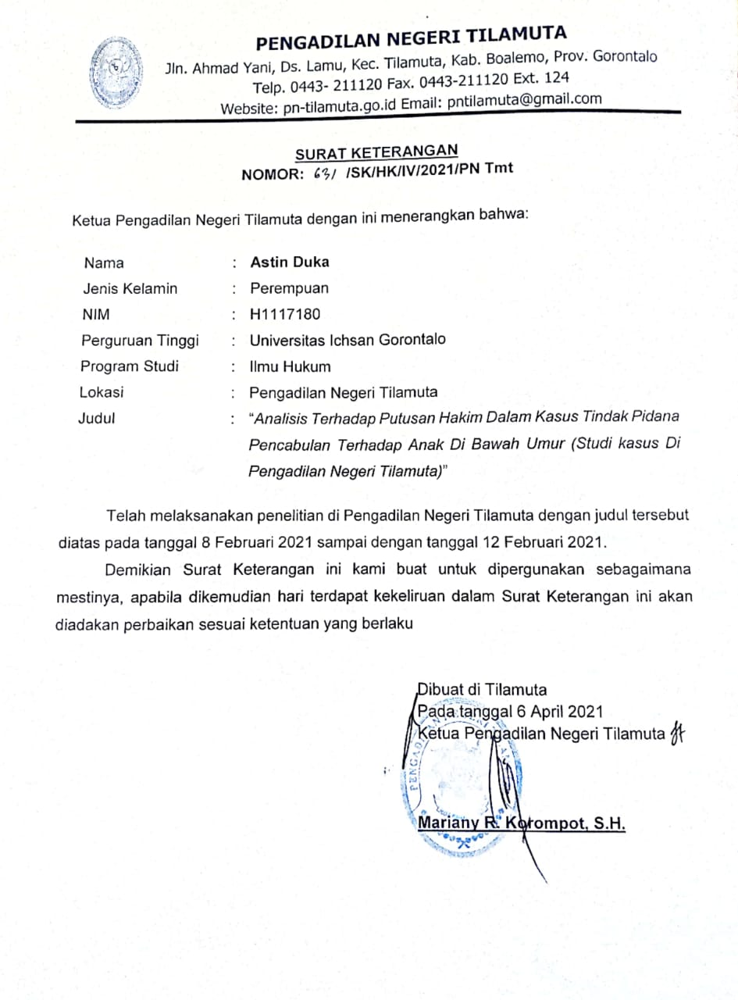 PENGADILAN NEGERI TILAMUTA
Jln. Ahmad Yani, Ds. Lamu, Kec. Tilamuta, Kab. Boalemo, Prov. Gorontalo
Telp. 0443- 211120 Fax. 0443-211120 Ext. 124
Website: pn-tilamuta.go.id Email: pntilamuta@gmail.com
SURAT KETERANGAN
NOMOR: 631 /SK/HK/IV/2021/PN Tmt
Ketua Pengadilan Negeri Tilamuta dengan ini menerangkan bahwa:
Nama : Astin Duka
Jenis Kelamin : Perempuan
NIM : H1117180
Perguruan Tinggi : Universitas Ichsan Gorontalo
Program Studi : Ilmu Hukum
Lokasi : Pengadilan Negeri Tilamuta
Judul : “Analisis Terhadap Putusan Hakim Dalam Kasus Tindak Pidana
Pencabulan Terhadap Anak Di Bawah Umur (Studi kasus Di
Pengadilan Negeri Tilamuta)”
Telah melaksanakan penelitian di Pengadilan Negeri Tilamuta dengan judul tersebut
diatas pada tanggal 8 Februari 2021 sampai dengan tanggal 12 Februari 2021.
Demikian Surat Keterangan ini kami buat untuk dipergunakan sebagaimana
mestinya, apabila dikemudian hari terdapat kekeliruan dalam Surat Keterangan ini akan
diadakan perbaikan sesuai ketentuan yang berlaku
Dibuat di Tilamuta
Pada tanggal 6 April 2021
Ketua Pengadilan Negeri Tilamuta
Mariany R. Korompot, S.H.